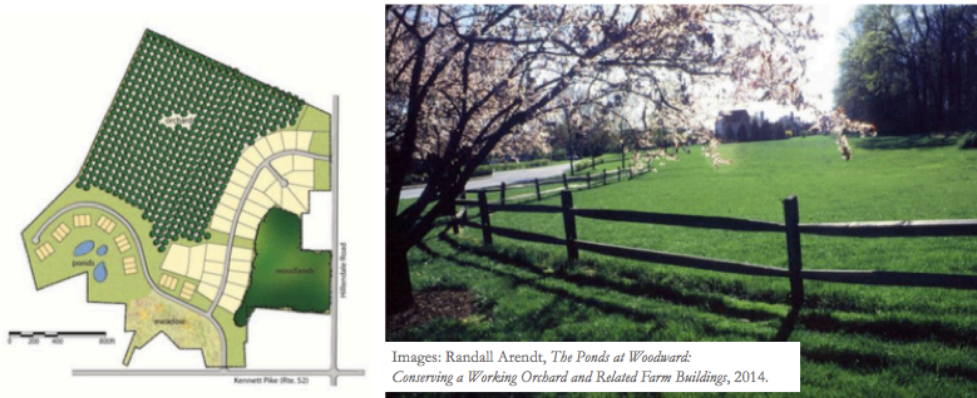 orchard
ponds
woodlands
meadow
Hillendale Road
0 200 400 800ft
Kennett Pike (Rte. 52)
Images: Randall Arendt, The Ponds at Woodward:
Conserving a Working Orchard and Related Farm Buildings, 2014.